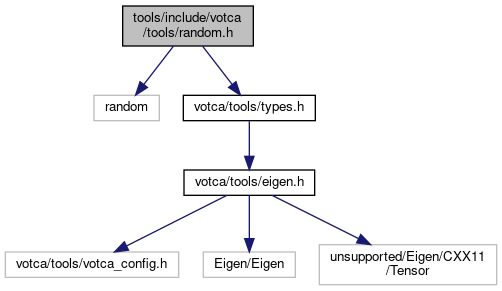 tools/include/votca
/tools/random.h
random
votca/tools/types.h
votca/tools/eigen.h
votca/tools/votca_config.h
Eigen/Eigen
unsupported/Eigen/CXX11
/Tensor